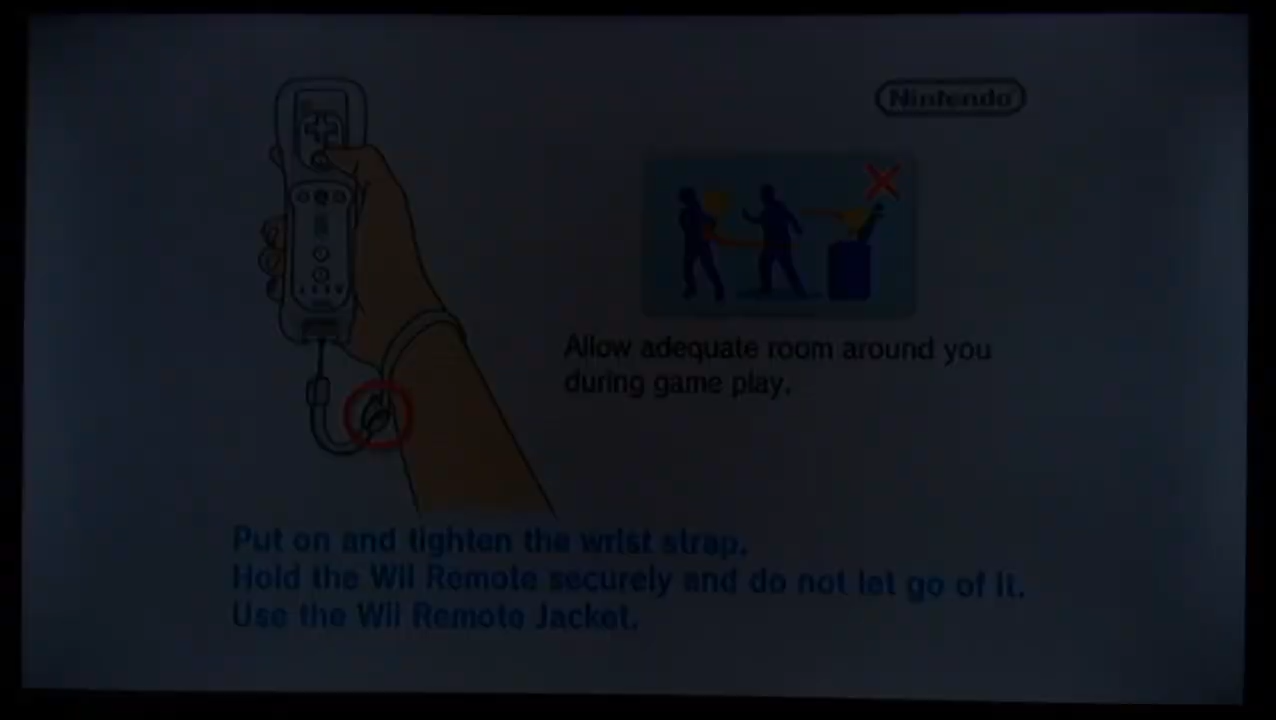 Nintendo
Allow adequate room around you
during game play.
Put on and tighten the wrist strap.
Hold the Wii Remote securely and do not let go of it.
Use the Wii Remote Jacket.